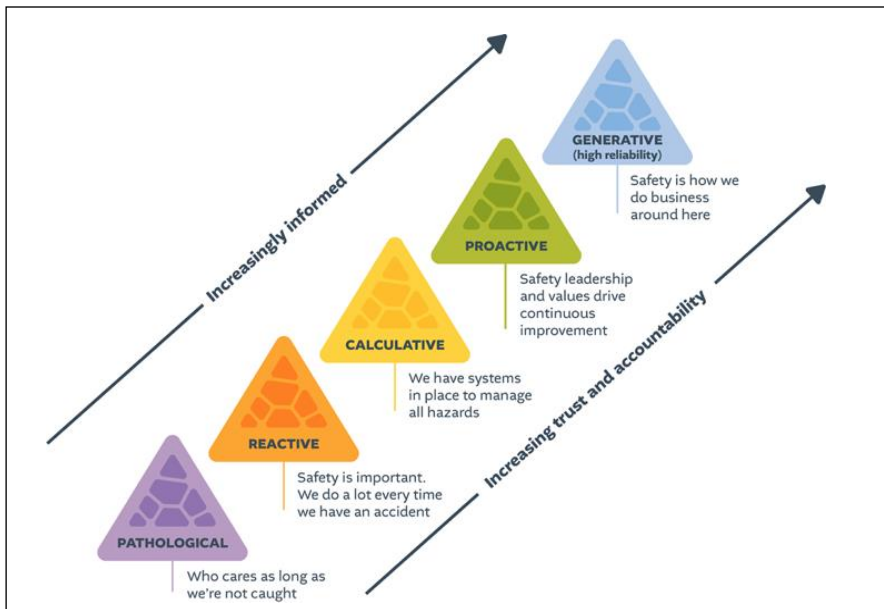 Increasingly informed
GENERATIVE
(high reliability)
Safety is how we
do business
around here
PROACTIVE
Safety leadership
and values drive
continuous
improvement
Increasing trust and accountability
CALCULATIVE
We have systems
in place to manage
all hazards
REACTIVE
Safety is important.
We do a lot every time
we have an accident
PATHOLOGICAL
Who cares as long as
we're not caught